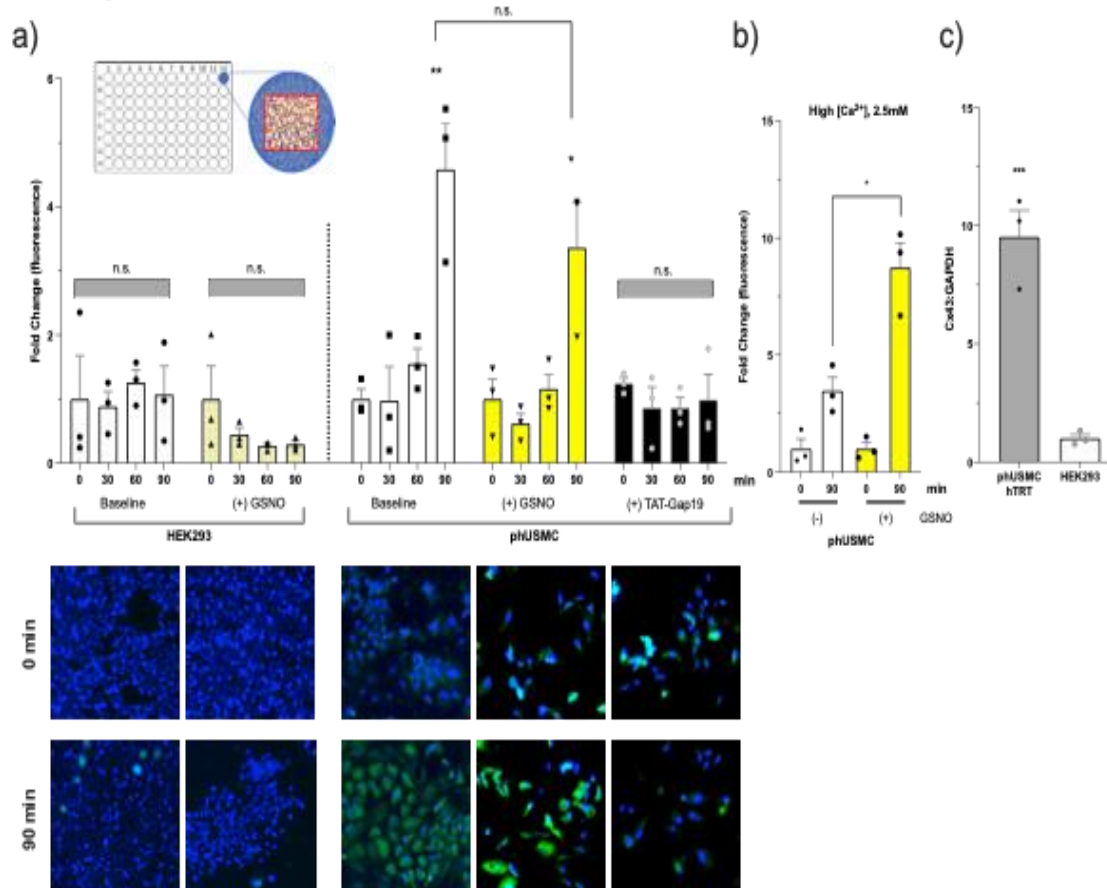 a)
n.s.
b)
c)
High [Ca²⁺], 2.5mM
Fold Change (fluorescence)
6
4
2
0
**
*
n.s.
n.s.
n.s.
0 30 60 90 0 30 60 90 0 30 60 90 0 30 60 90 0 30 60 90 min
Baseline (+) GSNO Baseline (+) GSNO (+) TAT-Gap19
HEK293 phUSMC
Fold Change (fluorescence)
15
10
5
0
*
0 90 0 90 min
(-) (+) GSNO
phUSMC
Cx43:GAPDH
15
10
5
0
***
phUSMC HEK293
hTRT
0 min
90 min